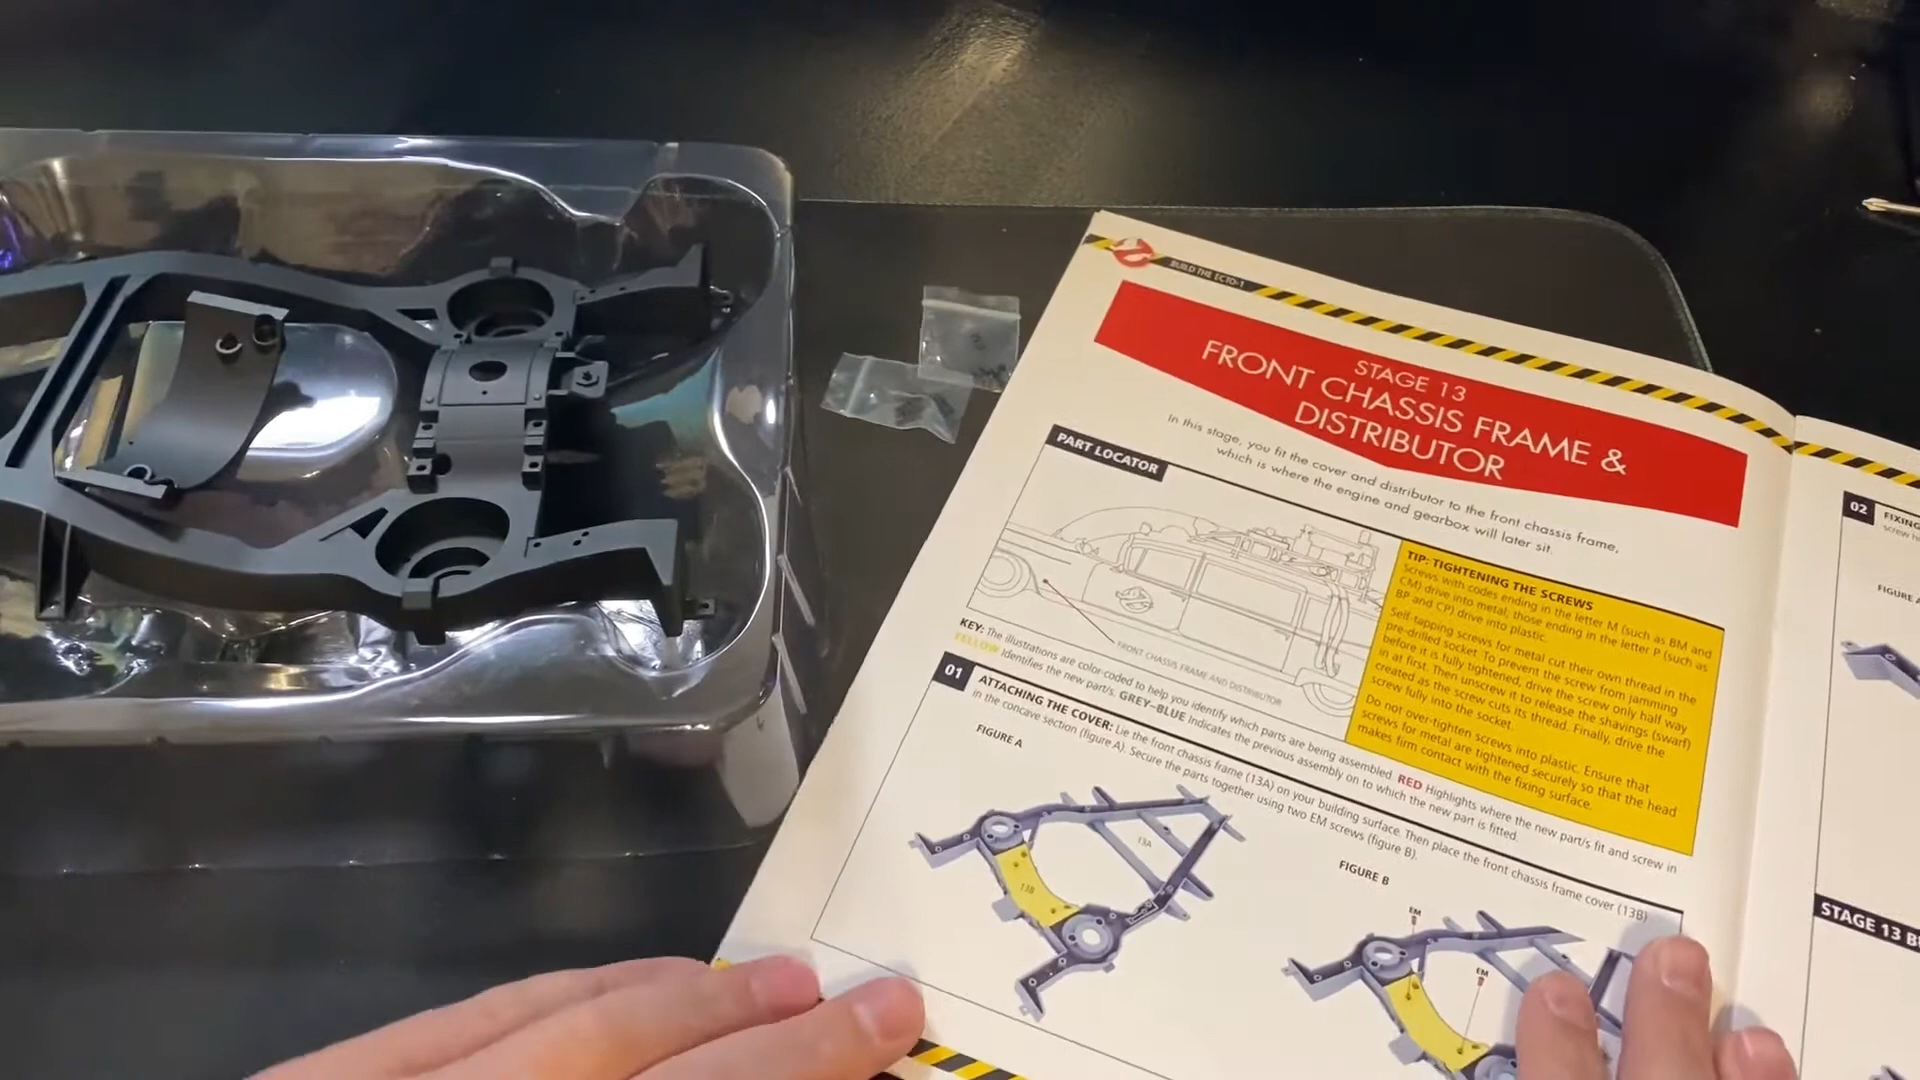 BUILD THE ECTO-1
STAGE 13
FRONT CHASSIS FRAME &
DISTRIBUTOR
In this stage, you fit the cover and distributor to the front chassis frame,
which is where the engine and gearbox will later sit.
PART LOCATOR
FRONT CHASSIS FRAME AND DISTRIBUTOR
TIP: TIGHTENING THE SCREWS
Screws with codes ending in the letter M (such as BM and
CM) drive into metal; those ending in the letter P (such as
BP and CP) drive into plastic.
Self-tapping screws for metal cut their own thread in the
pre-drilled socket. To prevent the screw from jamming
before it is fully tightened, drive the screw only half way
in at first. Then unscrew it to release the shavings (swarf)
created as the screw cuts its thread. Finally, drive the
screw fully into the socket.
Do not over-tighten screws into plastic. Ensure that
screws for metal are tightened securely so that the head
makes firm contact with the fixing surface.
KEY: The illustrations are color-coded to help you identify which parts are being assembled. RED Highlights where the new part/s fit and screw in
YELLOW Identifies the new part/s. GREY–BLUE Indicates the previous assembly on to which the new part is fitted.
01 ATTACHING THE COVER: Lie the front chassis frame (13A) on your building surface. Then place the front chassis frame cover (13B)
in the concave section (figure A). Secure the parts together using two EM screws (figure B).
FIGURE A
13A
13B
FIGURE B
EM
EM
02 FIXING
screw h
FIGURE A
STAGE 13 B